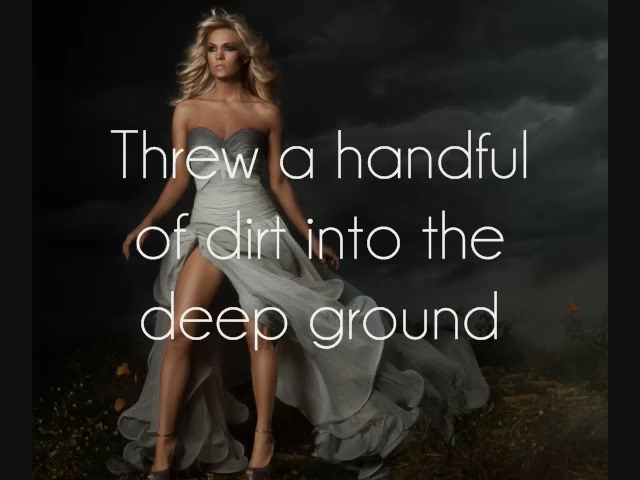 Threw a handful
of dirt into the
deep ground